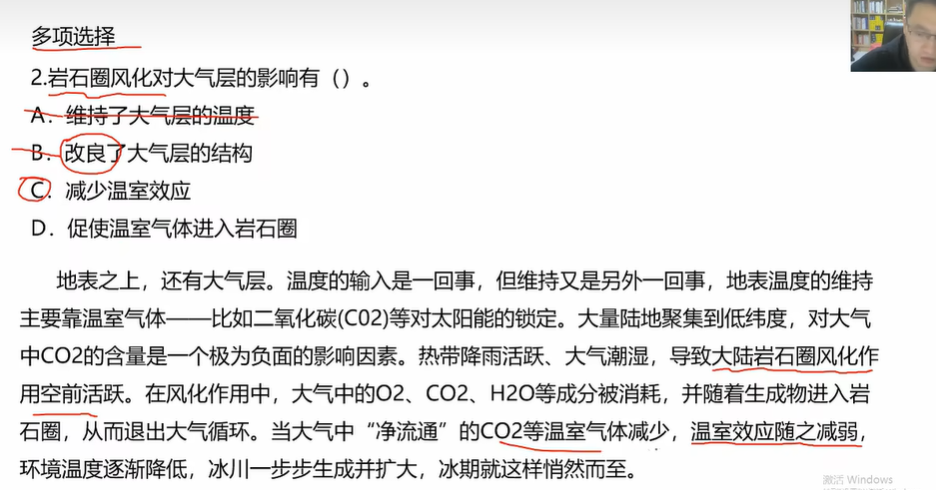 多项选择
2.岩石圈风化对大气层的影响有（）。
A．维持了大气层的温度
B．改良了大气层的结构
C．减少温室效应
D．促使温室气体进入岩石圈
地表之上，还有大气层。温度的输入是一回事，但维持又是另外一回事，地表温度的维持
主要靠温室气体——比如二氧化碳(C02)等对太阳能的锁定。大量陆地聚集到低纬度，对大气
中CO2的含量是一个极为负面的影响因素。热带降雨活跃、大气潮湿，导致大陆岩石圈风化作
用空前活跃。在风化作用中，大气中的O2、CO2、H2O等成分被消耗，并随着生成物进入岩
石圈，从而退出大气循环。当大气中“净流通”的CO2等温室气体减少，温室效应随之减弱，
环境温度逐渐降低，冰川一步步生成并扩大，冰期就这样悄然而至。
激活 Windows